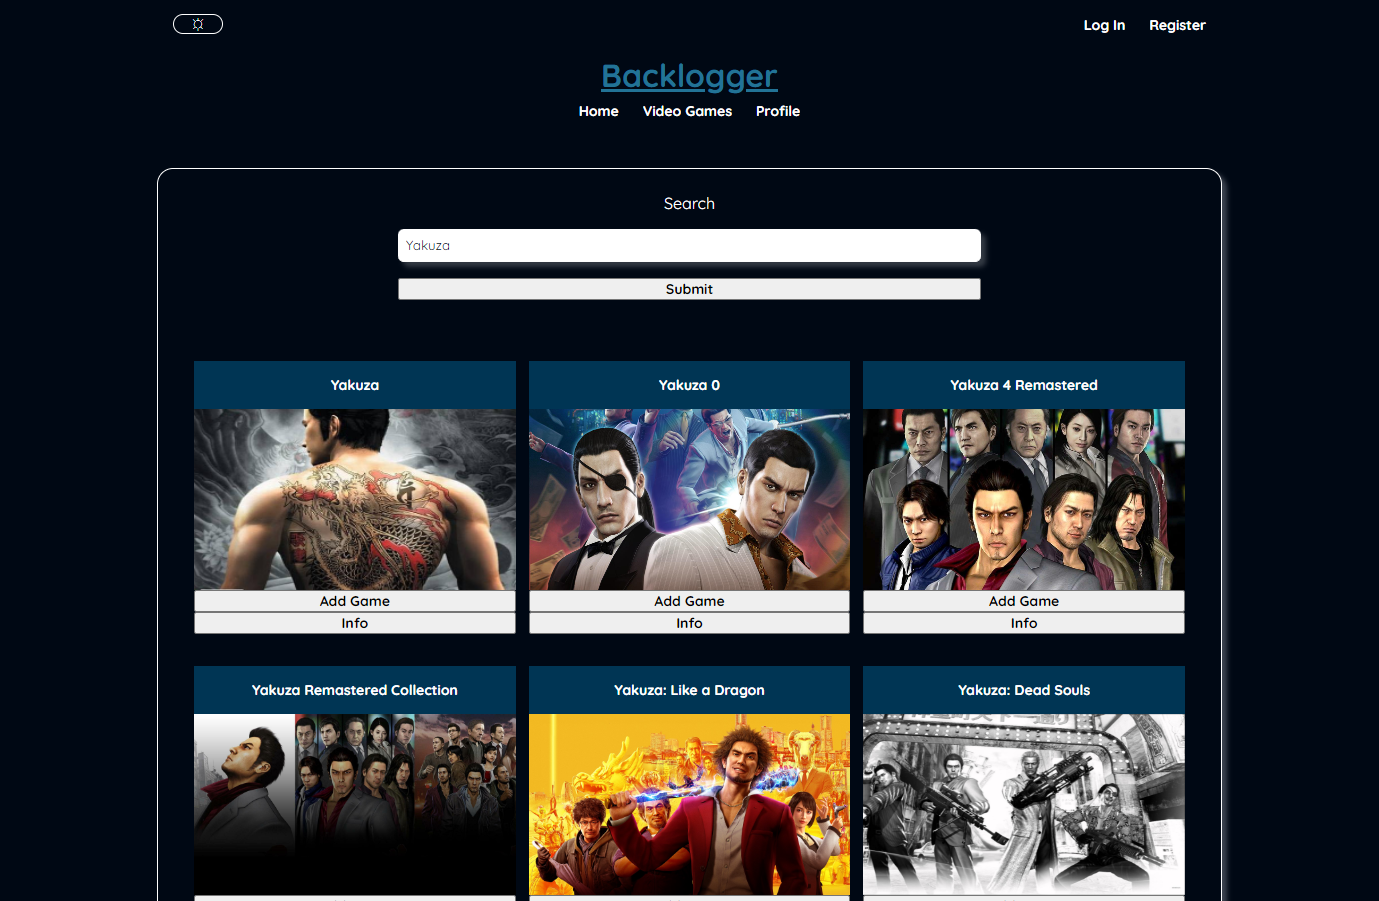 Log In Register
Backlogger
Home Video Games Profile
Search
Yakuza
Submit
Yakuza Yakuza 0 Yakuza 4 Remastered
Add Game Add Game Add Game
Info Info Info
Yakuza Remastered Collection Yakuza: Like a Dragon Yakuza: Dead Souls